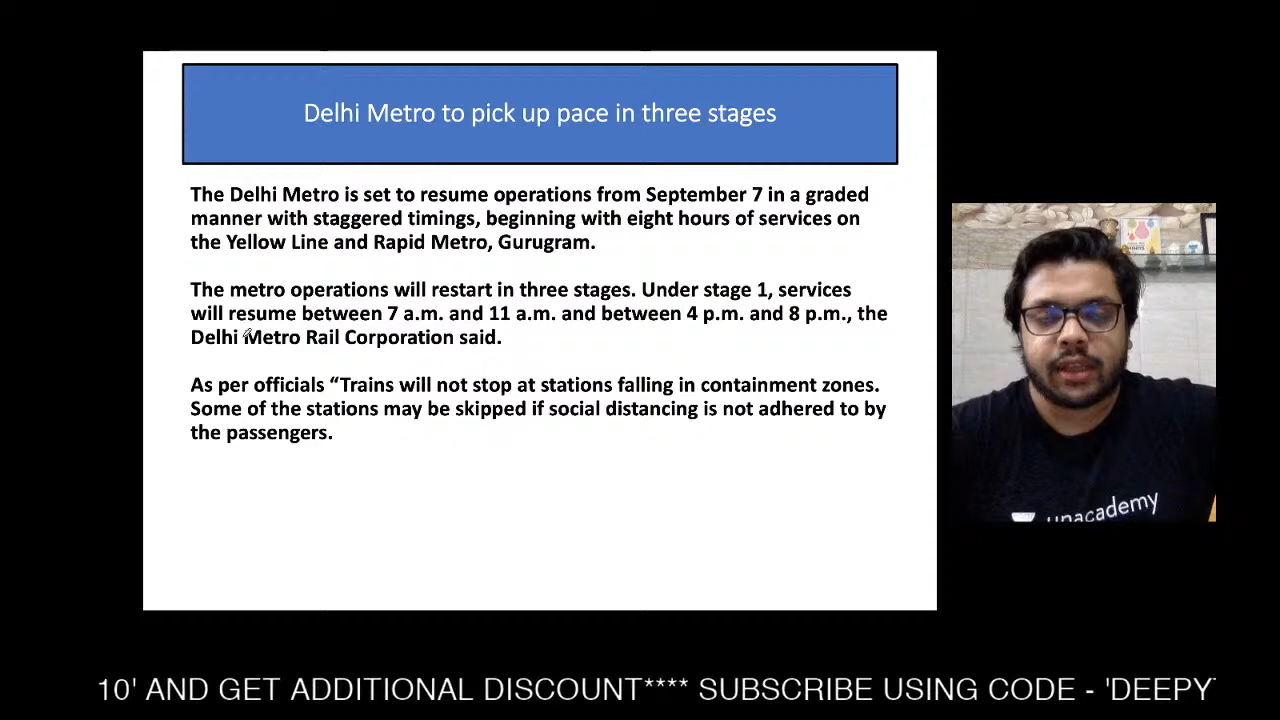 Delhi Metro to pick up pace in three stages
The Delhi Metro is set to resume operations from September 7 in a graded
manner with staggered timings, beginning with eight hours of services on
the Yellow Line and Rapid Metro, Gurugram.
The metro operations will restart in three stages. Under stage 1, services
will resume between 7 a.m. and 11 a.m. and between 4 p.m. and 8 p.m., the
Delhi Metro Rail Corporation said.
As per officials “Trains will not stop at stations falling in containment zones.
Some of the stations may be skipped if social distancing is not adhered to by
the passengers.
unacademy
10' AND GET ADDITIONAL DISCOUNT**** SUBSCRIBE USING CODE - 'DEEPY